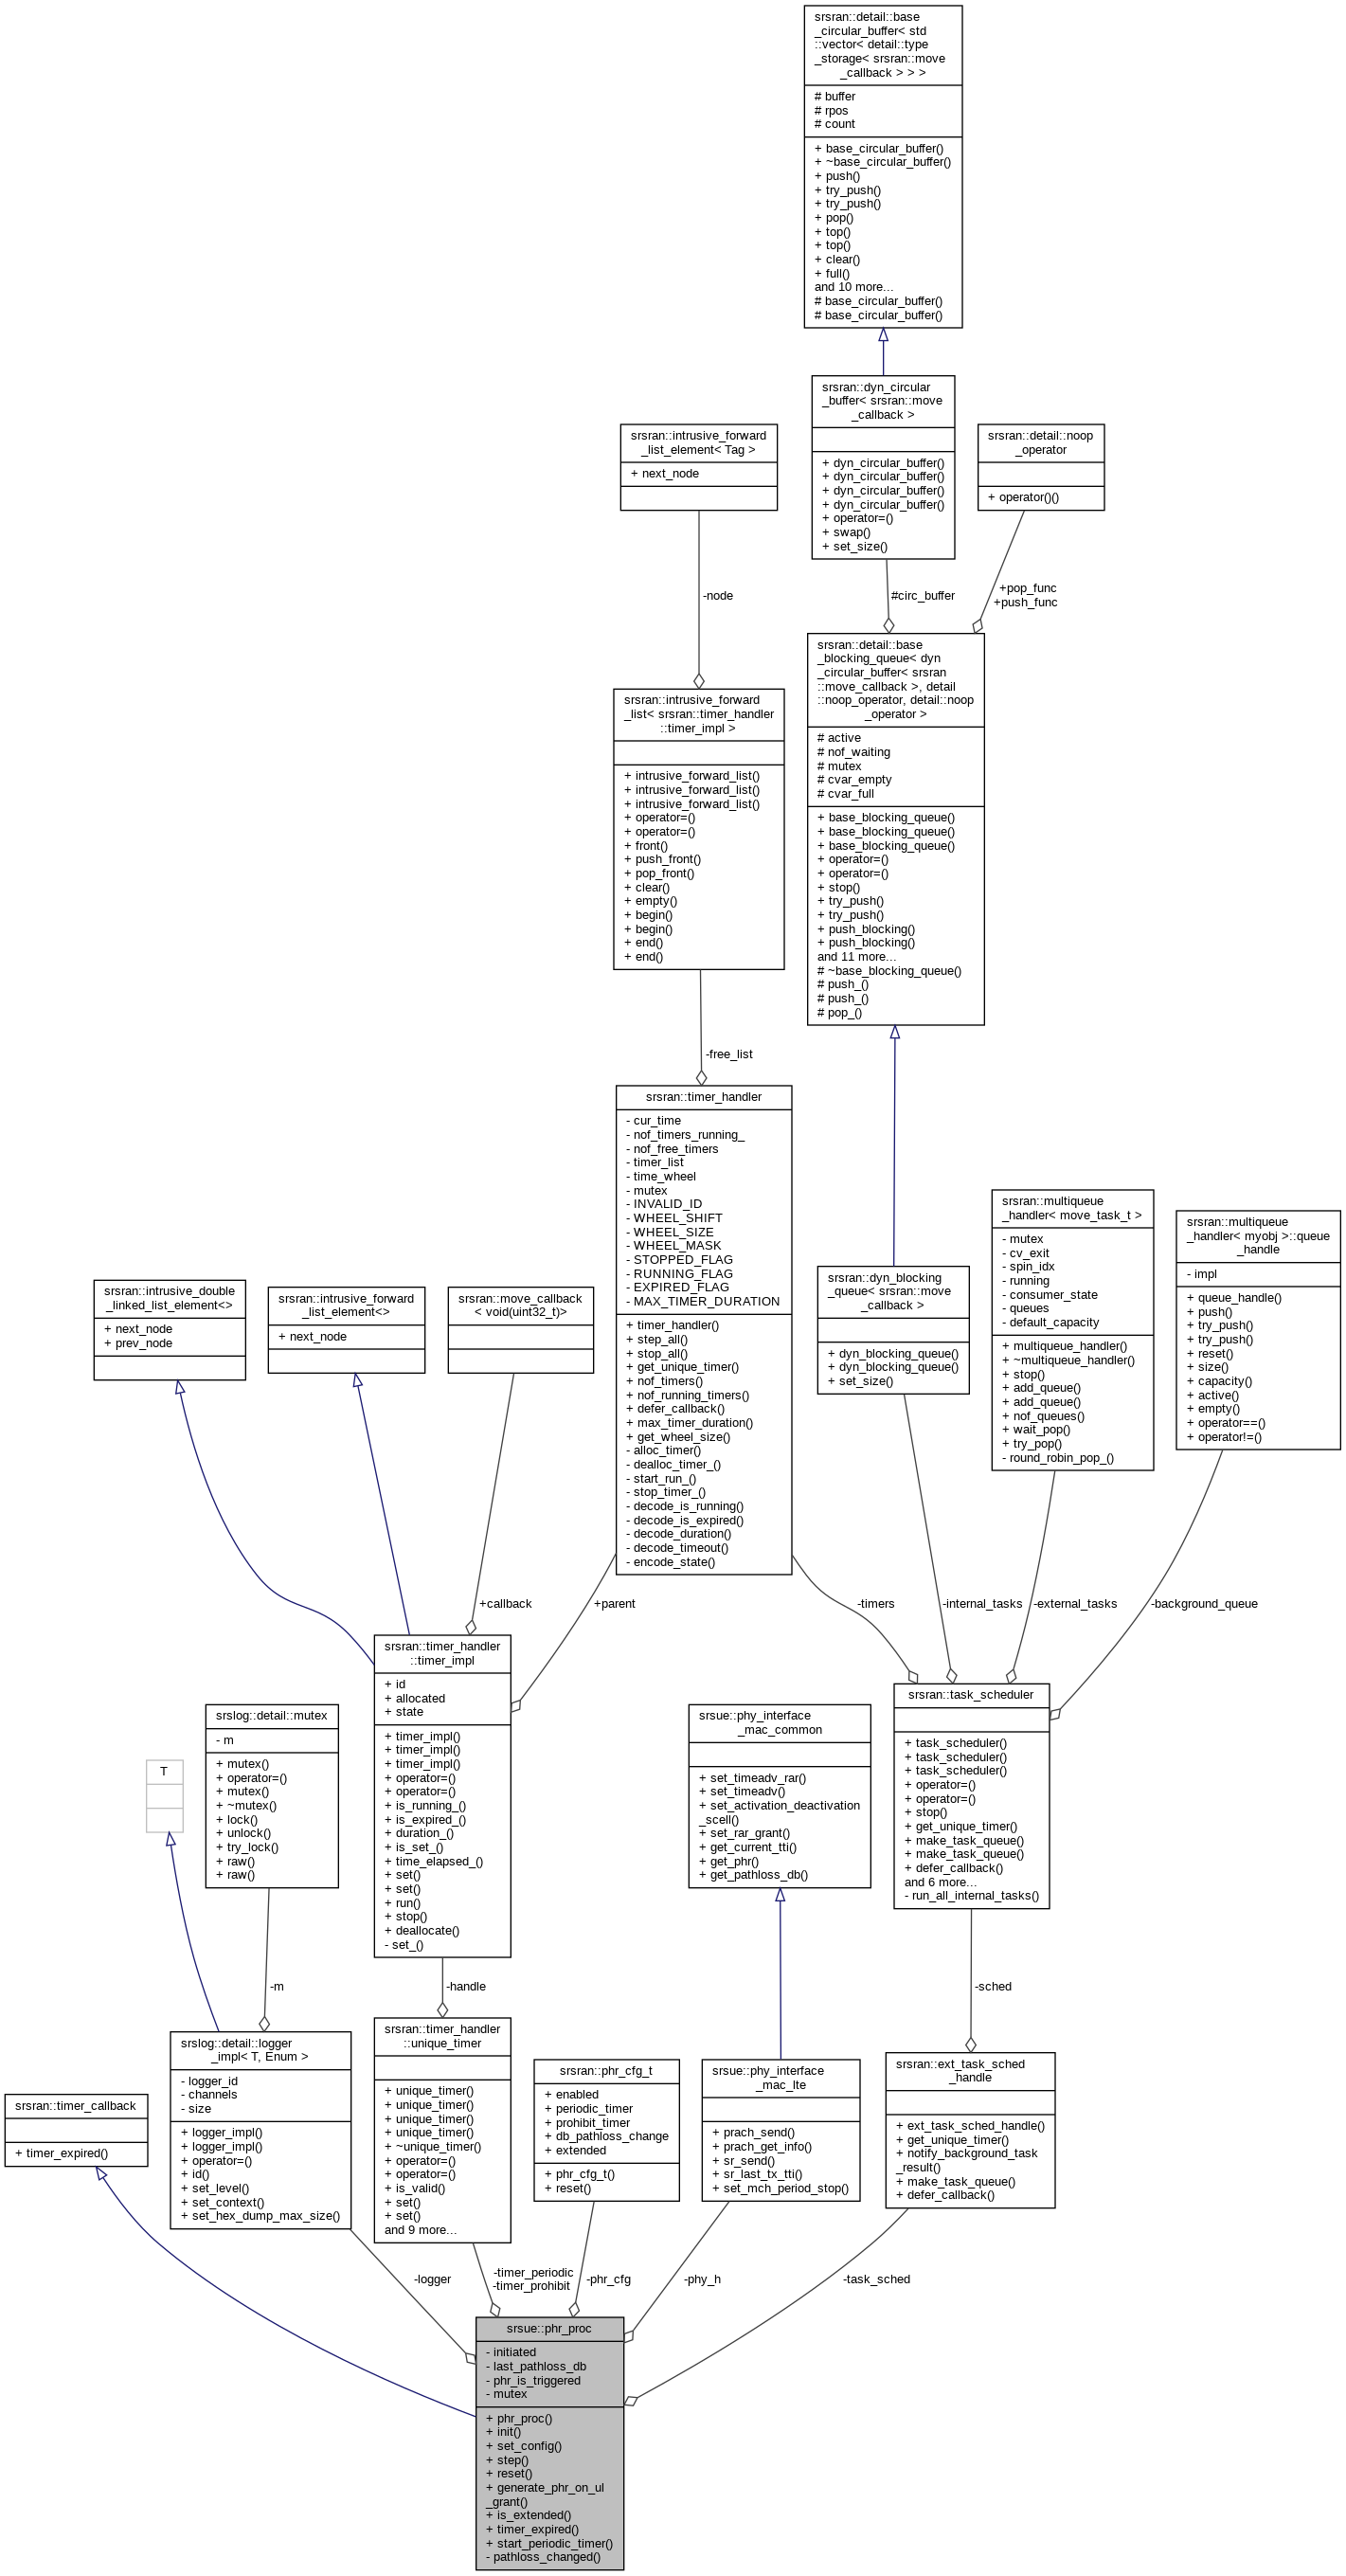 srsran::detail::base
_circular_buffer< std
::vector< detail::type
_storage< srsran::move
_callback > > >
# buffer
# rpos
# count
+ base_circular_buffer()
+ ~base_circular_buffer()
+ push()
+ try_push()
+ try_push()
+ pop()
+ top()
+ top()
+ clear()
+ full()
and 10 more...
# base_circular_buffer()
# base_circular_buffer()
srsran::dyn_circular
_buffer< srsran::move
_callback >
+ dyn_circular_buffer()
+ dyn_circular_buffer()
+ dyn_circular_buffer()
+ dyn_circular_buffer()
+ operator=()
+ swap()
+ set_size()
srsran::intrusive_forward
_list_element< Tag >
+ next_node
srsran::detail::noop
_operator
+ operator()()
-node
#circ_buffer
+pop_func
+push_func
srsran::intrusive_forward
_list< srsran::timer_handler
::timer_impl >
+ intrusive_forward_list()
+ intrusive_forward_list()
+ intrusive_forward_list()
+ operator=()
+ operator=()
+ front()
+ push_front()
+ pop_front()
+ clear()
+ empty()
+ begin()
+ begin()
+ end()
+ end()
srsran::detail::base
_blocking_queue< dyn
_circular_buffer< srsran
::move_callback >, detail
::noop_operator, detail::noop
_operator >
# active
# nof_waiting
# mutex
# cvar_empty
# cvar_full
+ base_blocking_queue()
+ base_blocking_queue()
+ base_blocking_queue()
+ operator=()
+ operator=()
+ stop()
+ try_push()
+ try_push()
+ push_blocking()
+ push_blocking()
and 11 more...
# ~base_blocking_queue()
# push_()
# push_()
# pop_()
-free_list
srsran::timer_handler
- cur_time
- nof_timers_running_
- nof_free_timers
- timer_list
- time_wheel
- mutex
- INVALID_ID
- WHEEL_SHIFT
- WHEEL_SIZE
- WHEEL_MASK
- STOPPED_FLAG
- RUNNING_FLAG
- EXPIRED_FLAG
- MAX_TIMER_DURATION
+ timer_handler()
+ step_all()
+ stop_all()
+ get_unique_timer()
+ nof_timers()
+ nof_running_timers()
+ defer_callback()
+ max_timer_duration()
+ get_wheel_size()
- alloc_timer()
- dealloc_timer_()
- start_run_()
- stop_timer_()
- decode_is_running()
- decode_is_expired()
- decode_duration()
- decode_timeout()
- encode_state()
srsran::intrusive_double
_linked_list_element<>
+ next_node
+ prev_node
srsran::intrusive_forward
_list_element<>
+ next_node
srsran::move_callback
< void(uint32_t)>
srsran::dyn_blocking
_queue< srsran::move
_callback >
+ dyn_blocking_queue()
+ dyn_blocking_queue()
+ set_size()
srsran::multiqueue
_handler< move_task_t >
- mutex
- cv_exit
- spin_idx
- running
- consumer_state
- queues
- default_capacity
+ multiqueue_handler()
+ ~multiqueue_handler()
+ stop()
+ add_queue()
+ add_queue()
+ nof_queues()
+ wait_pop()
+ try_pop()
- round_robin_pop_()
srsran::multiqueue
_handler< myobj >::queue
_handle
- impl
+ queue_handle()
+ push()
+ try_push()
+ try_push()
+ reset()
+ size()
+ capacity()
+ active()
+ empty()
+ operator==()
+ operator!=()
+callback
+parent
-timers
-internal_tasks
-external_tasks
-background_queue
srsran::timer_handler
::timer_impl
+ id
+ allocated
+ state
+ timer_impl()
+ timer_impl()
+ timer_impl()
+ operator=()
+ operator=()
+ is_running_()
+ is_expired_()
+ duration_()
+ is_set_()
+ time_elapsed_()
+ set()
+ set()
+ run()
+ stop()
+ deallocate()
- set_()
srslog::detail::mutex
- m
+ mutex()
+ operator=()
+ mutex()
+ ~mutex()
+ lock()
+ unlock()
+ try_lock()
+ raw()
+ raw()
T
srsue::phy_interface
_mac_common
+ set_timeadv_rar()
+ set_timeadv()
+ set_activation_deactivation
_scell()
+ set_rar_grant()
+ get_current_tti()
+ get_phr()
+ get_pathloss_db()
srsran::task_scheduler
+ task_scheduler()
+ task_scheduler()
+ task_scheduler()
+ operator=()
+ operator=()
+ stop()
+ get_unique_timer()
+ make_task_queue()
+ make_task_queue()
+ defer_callback()
and 6 more...
- run_all_internal_tasks()
-m
-handle
-sched
srslog::detail::logger
_impl< T, Enum >
- logger_id
- channels
- size
+ logger_impl()
+ logger_impl()
+ operator=()
+ id()
+ set_level()
+ set_context()
+ set_hex_dump_max_size()
srsran::timer_callback
+ timer_expired()
srsran::timer_handler
::unique_timer
+ unique_timer()
+ unique_timer()
+ unique_timer()
+ unique_timer()
+ ~unique_timer()
+ operator=()
+ operator=()
+ is_valid()
+ set()
+ set()
and 9 more...
srsran::phr_cfg_t
+ enabled
+ periodic_timer
+ prohibit_timer
+ db_pathloss_change
+ extended
+ phr_cfg_t()
+ reset()
srsue::phy_interface
_mac_lte
+ prach_send()
+ prach_get_info()
+ sr_send()
+ sr_last_tx_tti()
+ set_mch_period_stop()
srsran::ext_task_sched
_handle
+ ext_task_sched_handle()
+ get_unique_timer()
+ notify_background_task
_result()
+ make_task_queue()
+ defer_callback()
-logger
-timer_periodic
-timer_prohibit
-phr_cfg
-phy_h
-task_sched
srsue::phr_proc
- initiated
- last_pathloss_db
- phr_is_triggered
- mutex
+ phr_proc()
+ init()
+ set_config()
+ step()
+ reset()
+ generate_phr_on_ul
_grant()
+ is_extended()
+ timer_expired()
+ start_periodic_timer()
- pathloss_changed()